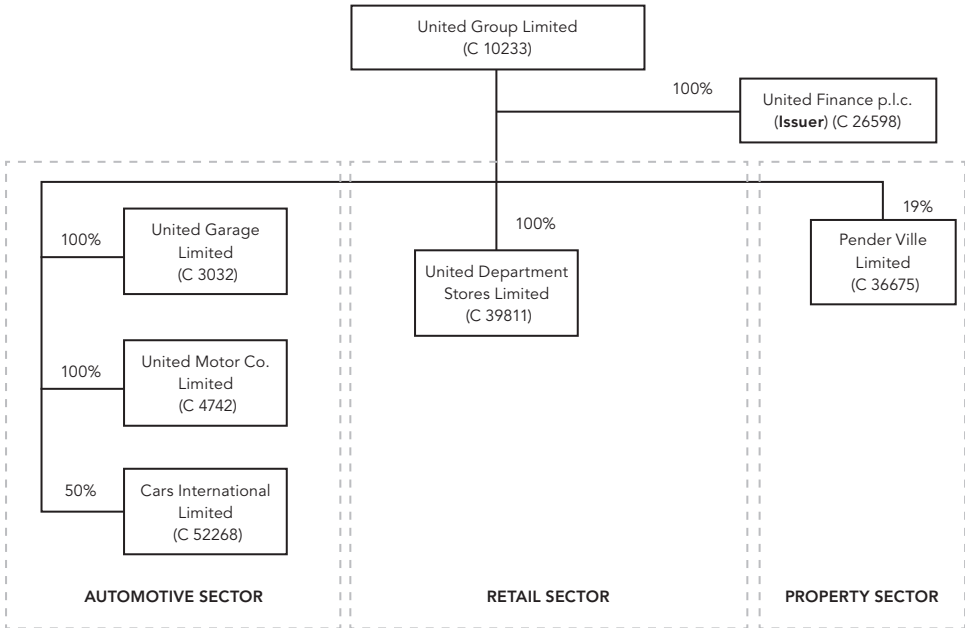 United Group Limited
(C 10233)
100%
United Finance p.l.c.
(Issuer) (C 26598)
100%
United Garage
Limited
(C 3032)
100%
United Motor Co.
Limited
(C 4742)
50%
Cars International
Limited
(C 52268)
AUTOMOTIVE SECTOR
100%
United Department
Stores Limited
(C 39811)
RETAIL SECTOR
19%
Pender Ville
Limited
(C 36675)
PROPERTY SECTOR